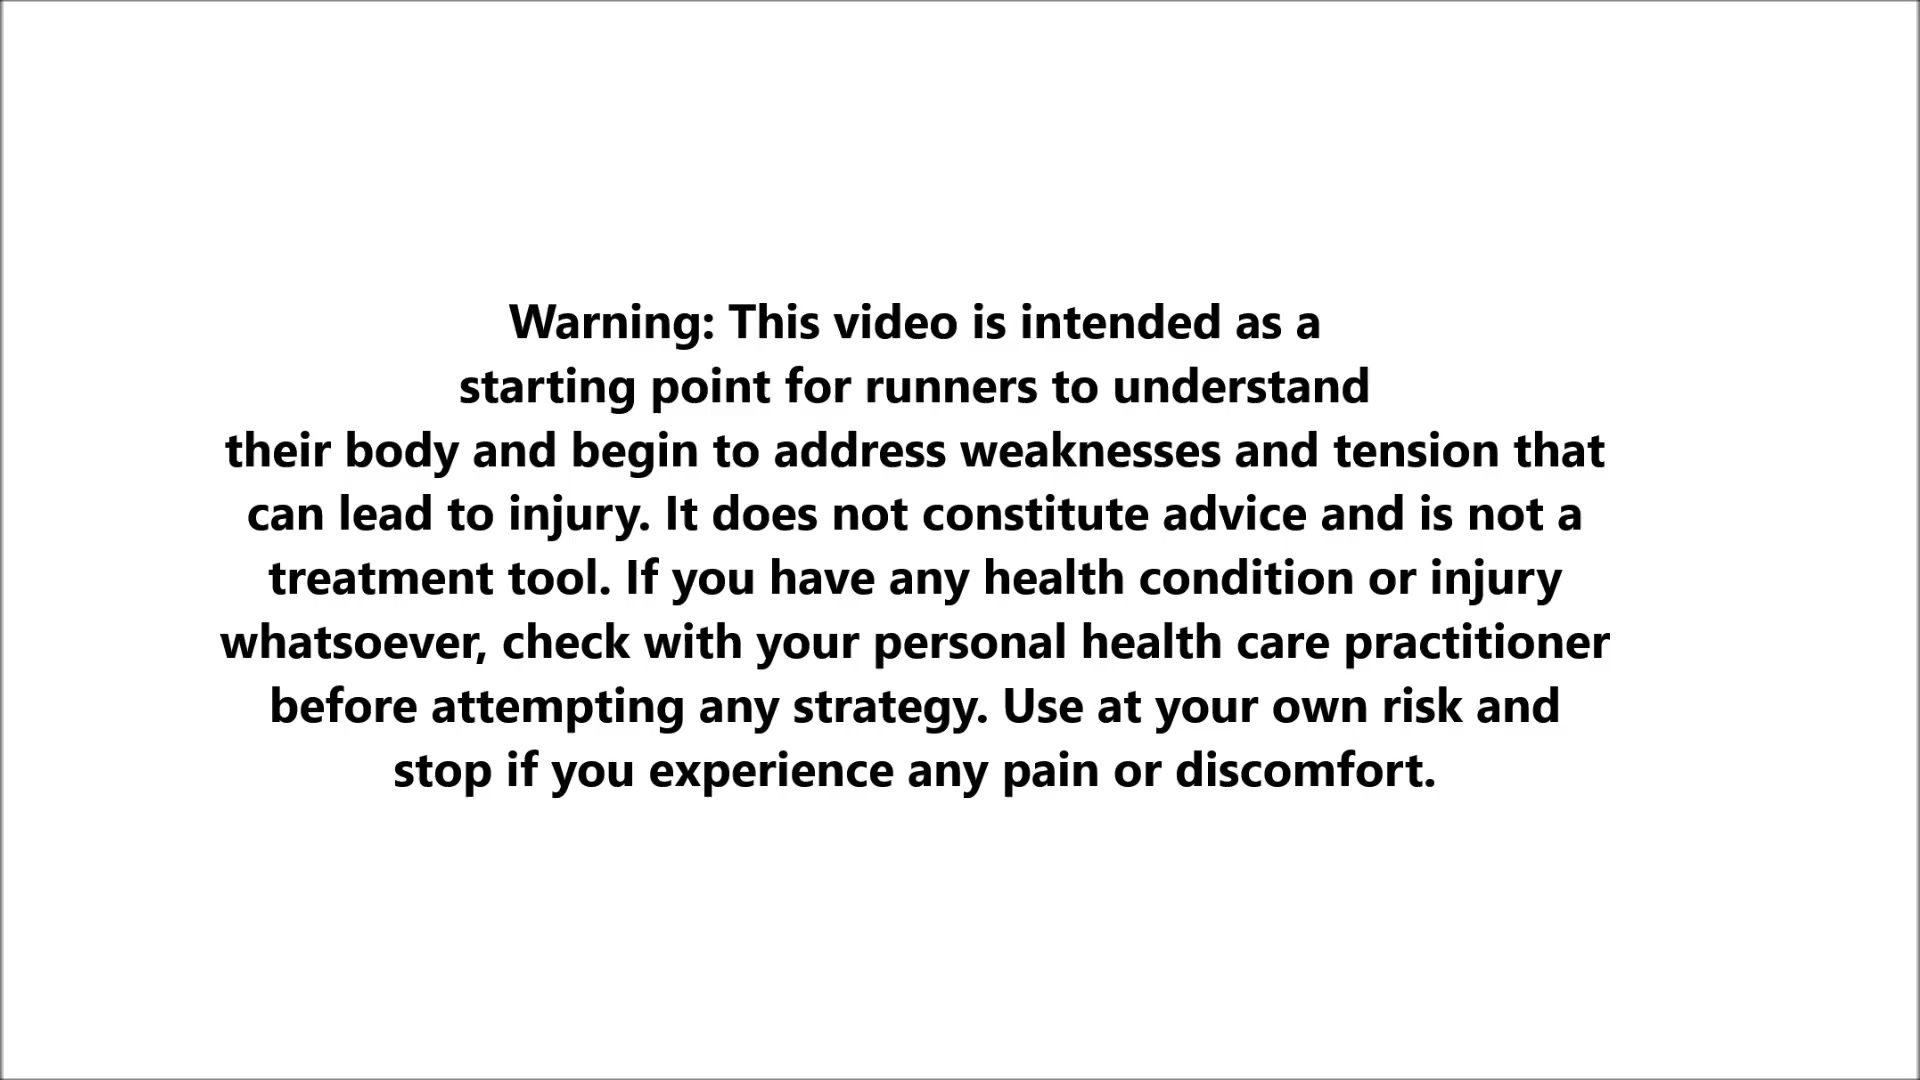 Warning: This video is intended as a
starting point for runners to understand
their body and begin to address weaknesses and tension that
can lead to injury. It does not constitute advice and is not a
treatment tool. If you have any health condition or injury
whatsoever, check with your personal health care practitioner
before attempting any strategy. Use at your own risk and
stop if you experience any pain or discomfort.